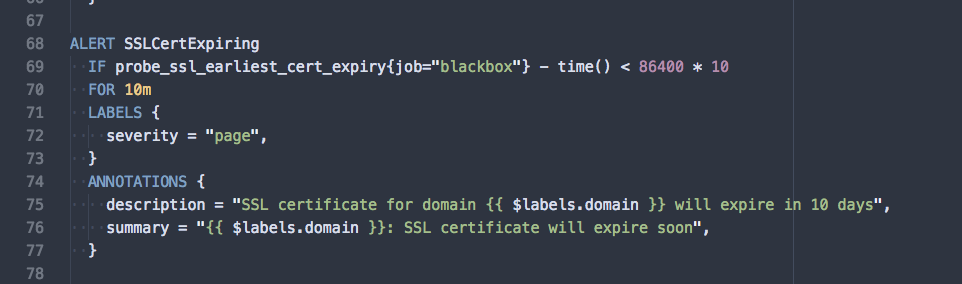 67
68 ALERT SSLCertExpiring
69 IF probe_ssl_earliest_cert_expiry{job="blackbox"} - time() < 86400 * 10
70 FOR 10m
71 LABELS {
72 severity = "page",
73 }
74 ANNOTATIONS {
75 description = "SSL certificate for domain {{ $labels.domain }} will expire in 10 days",
76 summary = "{{ $labels.domain }}: SSL certificate will expire soon",
77 }
78